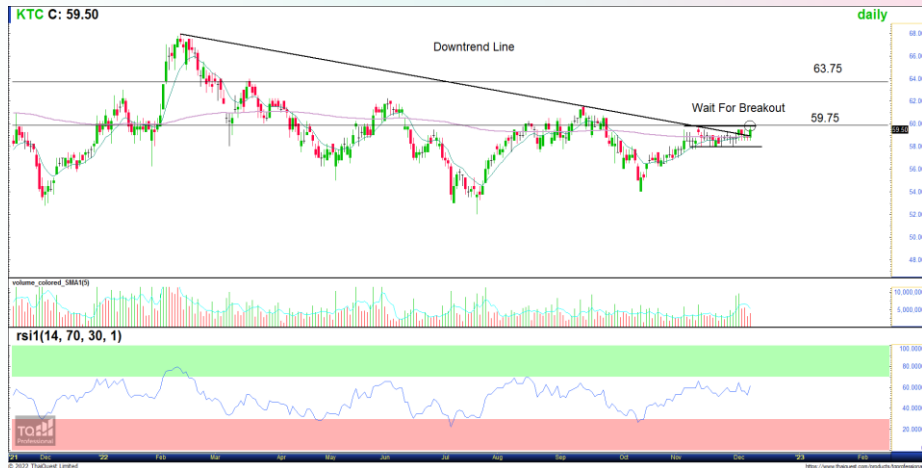 KTC C: 59.50
daily
Downtrend Line
63.75
Wait For Breakout
59.75
68.00
66.00
64.00
62.00
60.00
59.50
58.00
56.00
54.00
52.00
50.00
48.00
volume_colored_SMA1(5)
10,000,000
5,000,000
rsi1(14, 70, 30, 1)
100.0000
80.0000
60.0000
40.0000
20.0000
TQ
Professional
'21 Dec '22 Feb Mar Apr May Jun Jul Aug Sep Oct Nov Dec '23 Feb
© 2022 ThaiQuest Limited